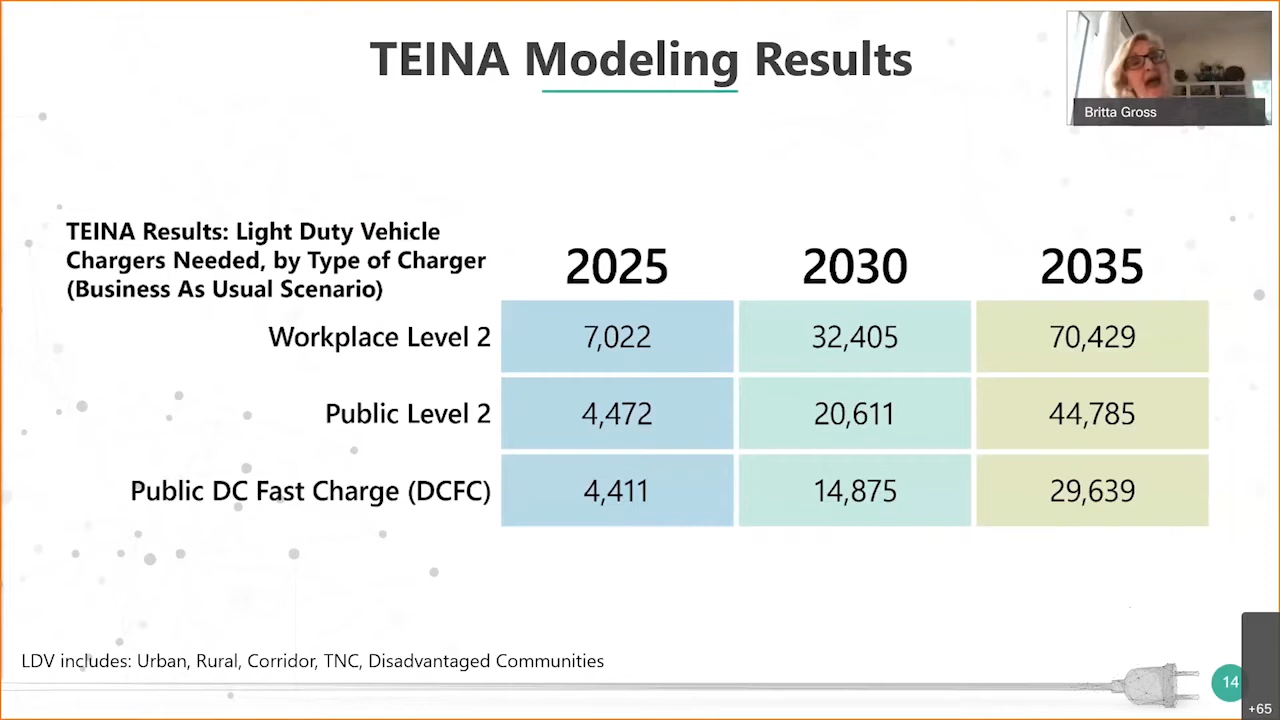 TEINA Modeling Results
Britta Gross
TEINA Results: Light Duty Vehicle
Chargers Needed, by Type of Charger
(Business As Usual Scenario)
2025 2030 2035
Workplace Level 2 7,022 32,405 70,429
Public Level 2 4,472 20,611 44,785
Public DC Fast Charge (DCFC) 4,411 14,875 29,639
LDV includes: Urban, Rural, Corridor, TNC, Disadvantaged Communities
14
+65